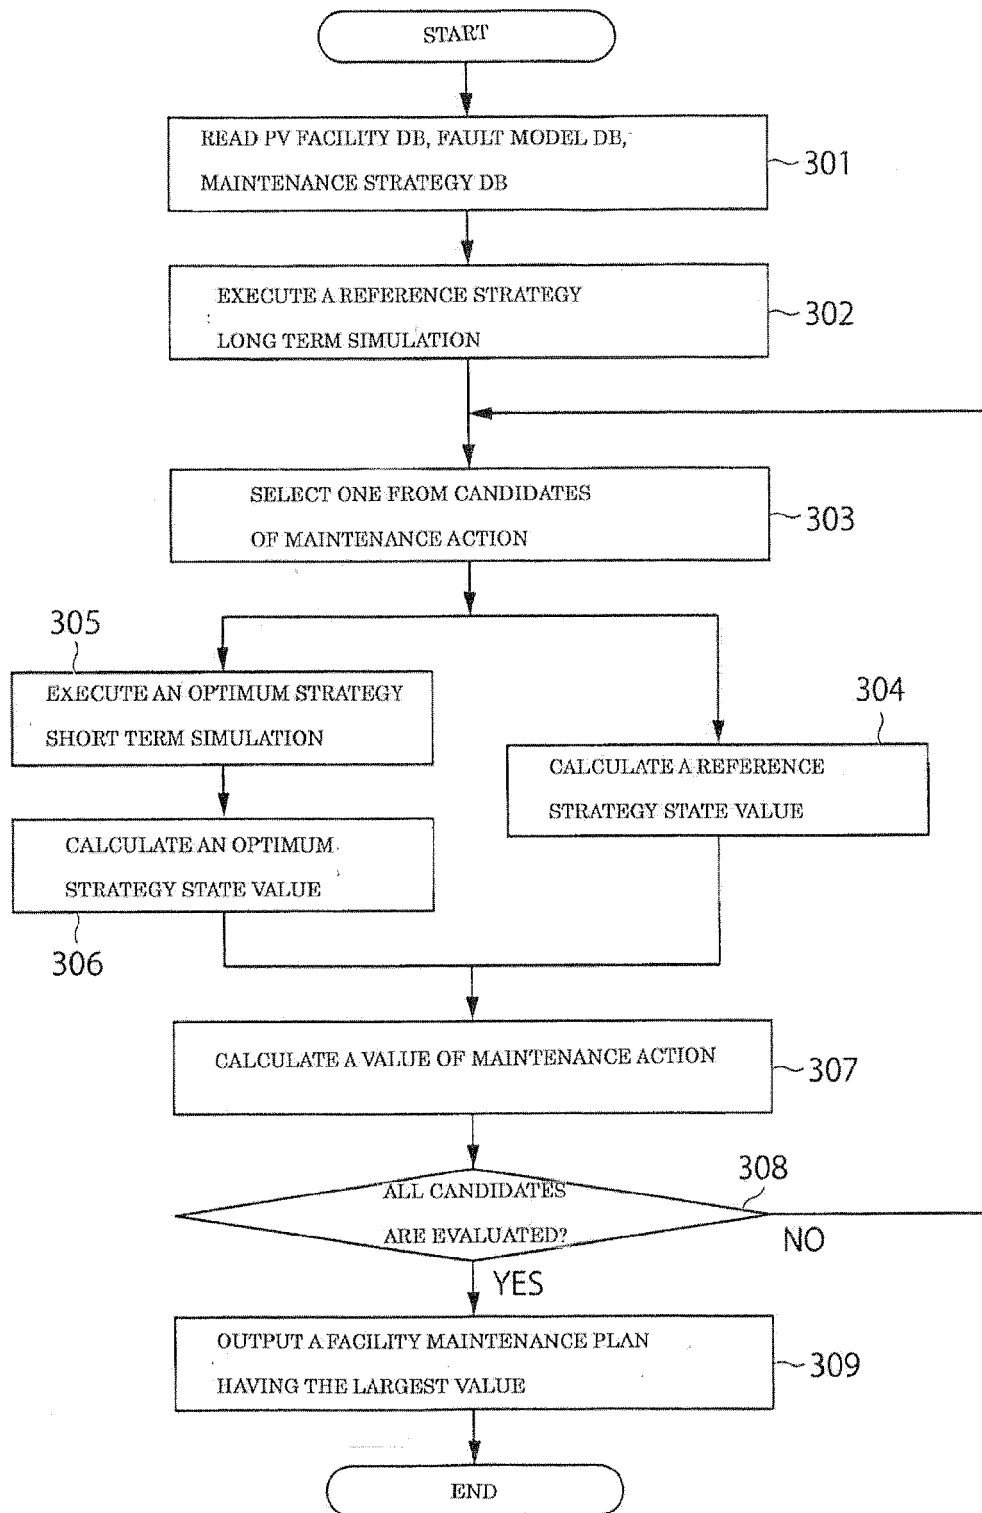 START
READ PV FACILITY DB, FAULT MODEL DB,
MAINTENANCE STRATEGY DB
301
EXECUTE A REFERENCE STRATEGY
LONG TERM SIMULATION
302
SELECT ONE FROM CANDIDATES
OF MAINTENANCE ACTION
303
305
EXECUTE AN OPTIMUM STRATEGY
SHORT TERM SIMULATION
304
CALCULATE A REFERENCE
STRATEGY STATE VALUE
CALCULATE AN OPTIMUM
STRATEGY STATE VALUE
306
CALCULATE A VALUE OF MAINTENANCE ACTION
307
308
ALL CANDIDATES
ARE EVALUATED?
NO
YES
OUTPUT A FACILITY MAINTENANCE PLAN
HAVING THE LARGEST VALUE
309
END